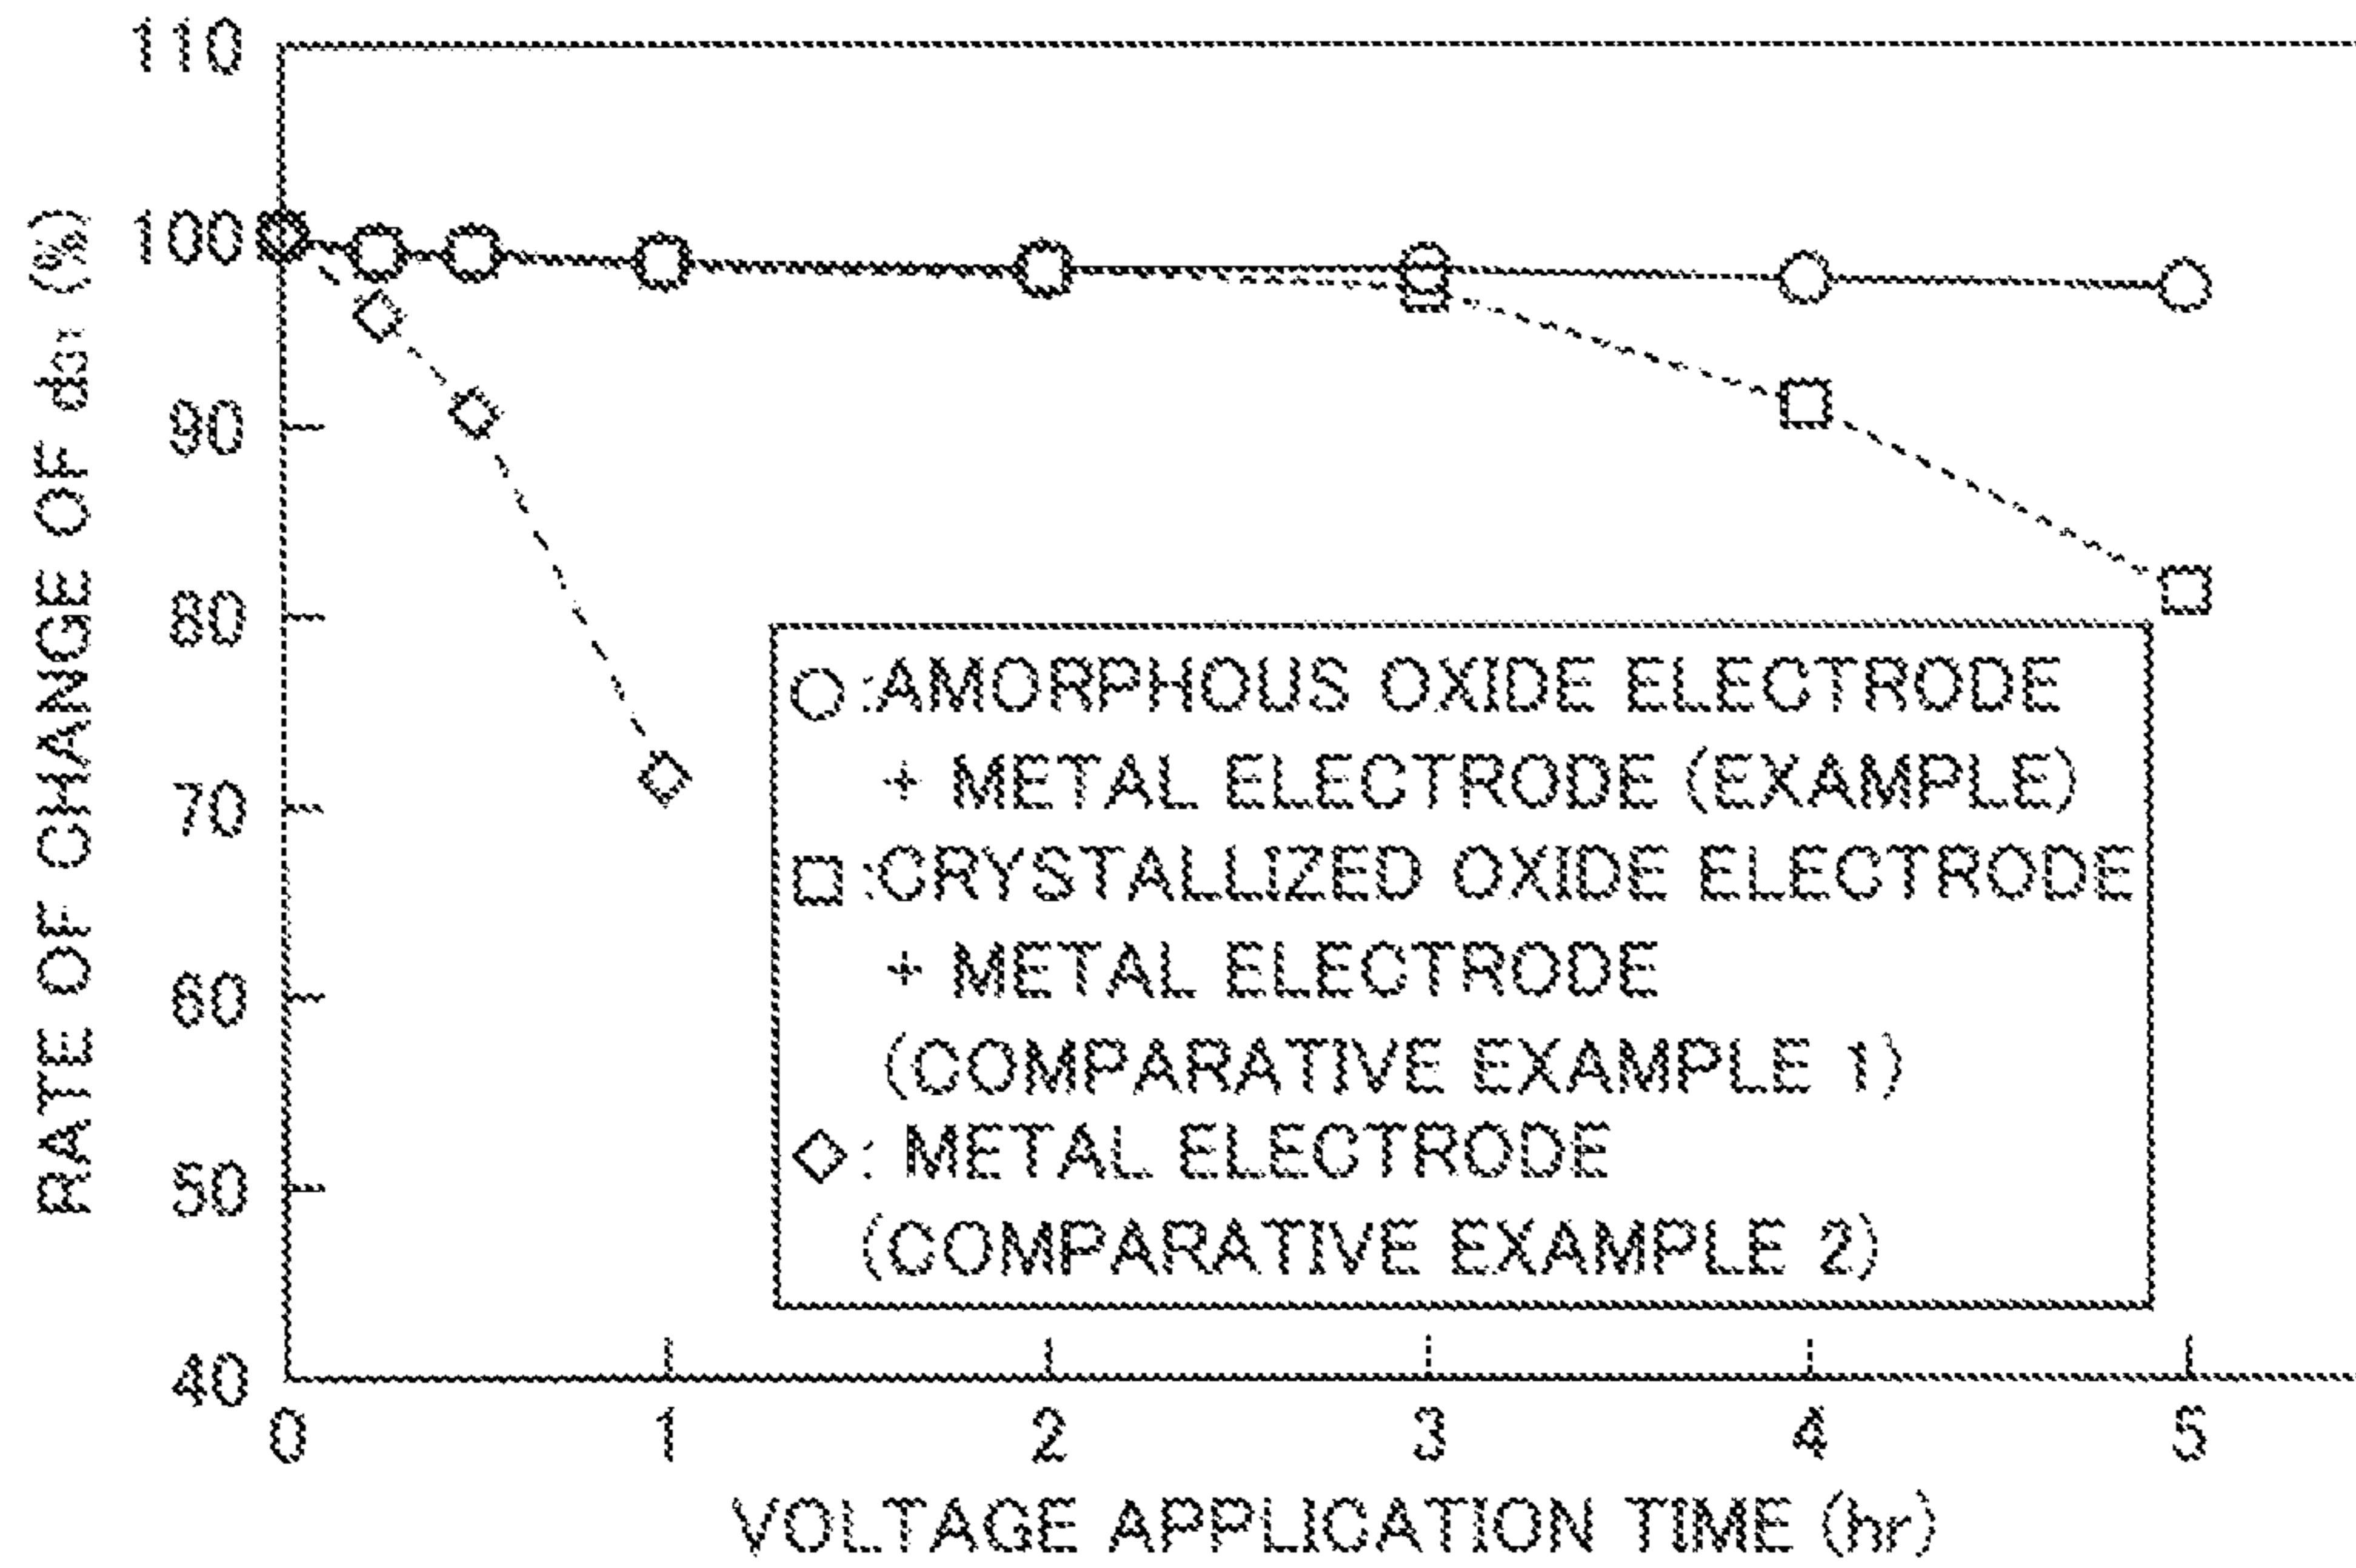 110
100
90
80
70
60
50
40
RATE OF CHANGE OF d31 (%)
○:AMORPHOUS OXIDE ELECTRODE
+ METAL ELECTRODE (EXAMPLE)
□:CRYSTALLIZED OXIDE ELECTRODE
+ METAL ELECTRODE
(COMPARATIVE EXAMPLE 1)
◇: METAL ELECTRODE
(COMPARATIVE EXAMPLE 2)
0 1 2 3 4 5
VOLTAGE APPLICATION TIME (hr)